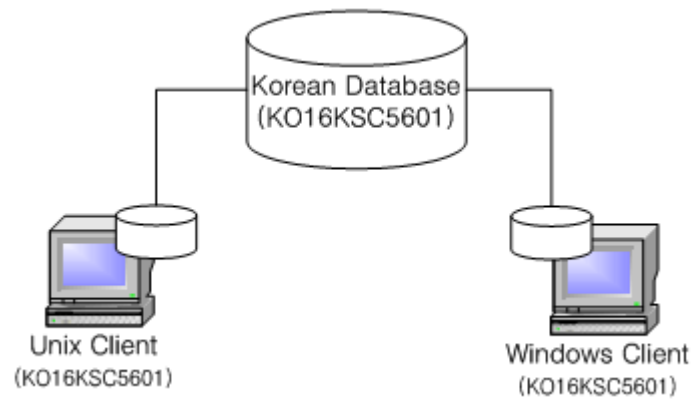 Korean Database
(KO16KSC5601)
Unix Client
(KO16KSC5601)
Windows Client
(KO16KSC5601)